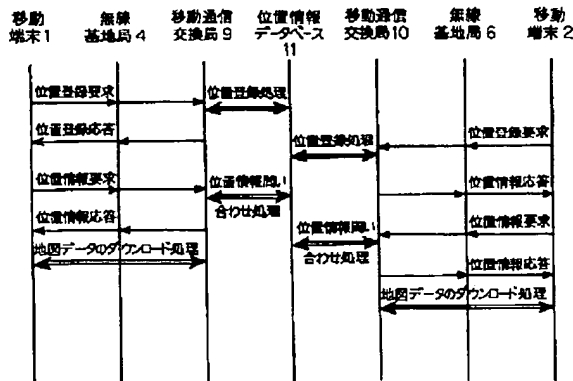 移動 無線 移動通信 位置情報 移動通信 無線 移動
端末1 基地局4 交換局9 データベース 交換局10 基地局6 端末2
11
位置登録要求 位置登録処理
位置登録応答 位置登録処理 位置登録要求
位置情報要求 位置情報問い 位置情報応答
合わせ処理
位置情報応答 位置情報問い 位置情報要求
合わせ処理
地図データのダウンロード処理
位置情報応答
地図データのダウンロード処理